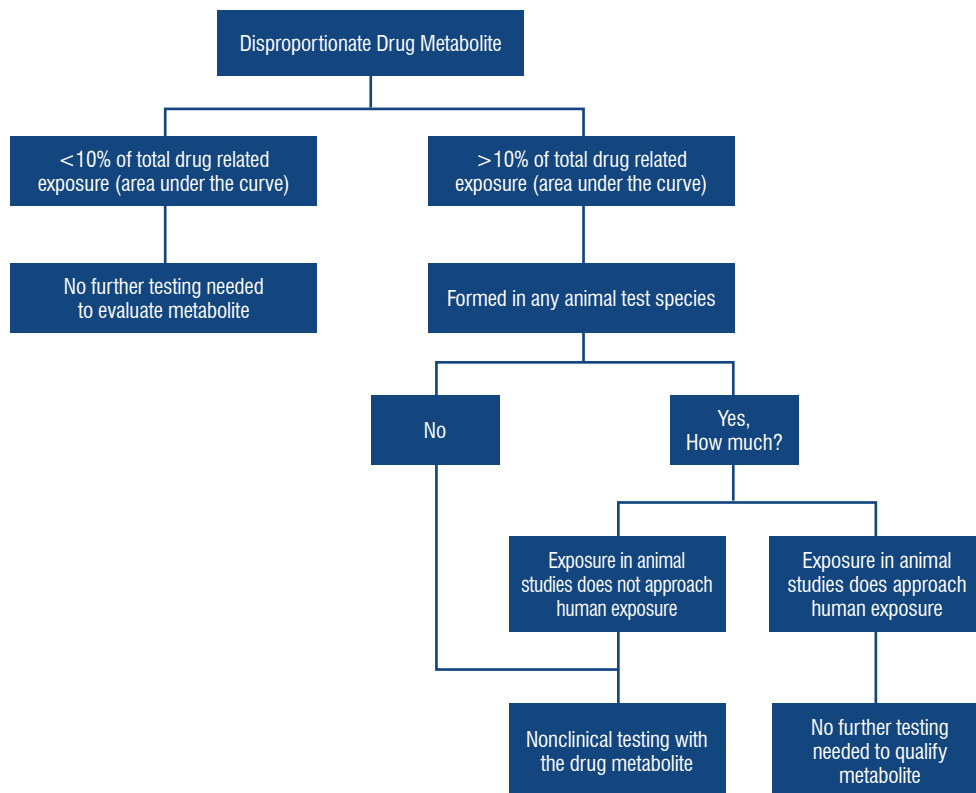 Disproportionate Drug Metabolite
<10% of total drug related
exposure (area under the curve)
>10% of total drug related
exposure (area under the curve)
No further testing needed
to evaluate metabolite
Formed in any animal test species
No
Yes,
How much?
Exposure in animal
studies does not approach
human exposure
Exposure in animal
studies does approach
human exposure
Nonclinical testing with
the drug metabolite
No further testing
needed to qualify
metabolite